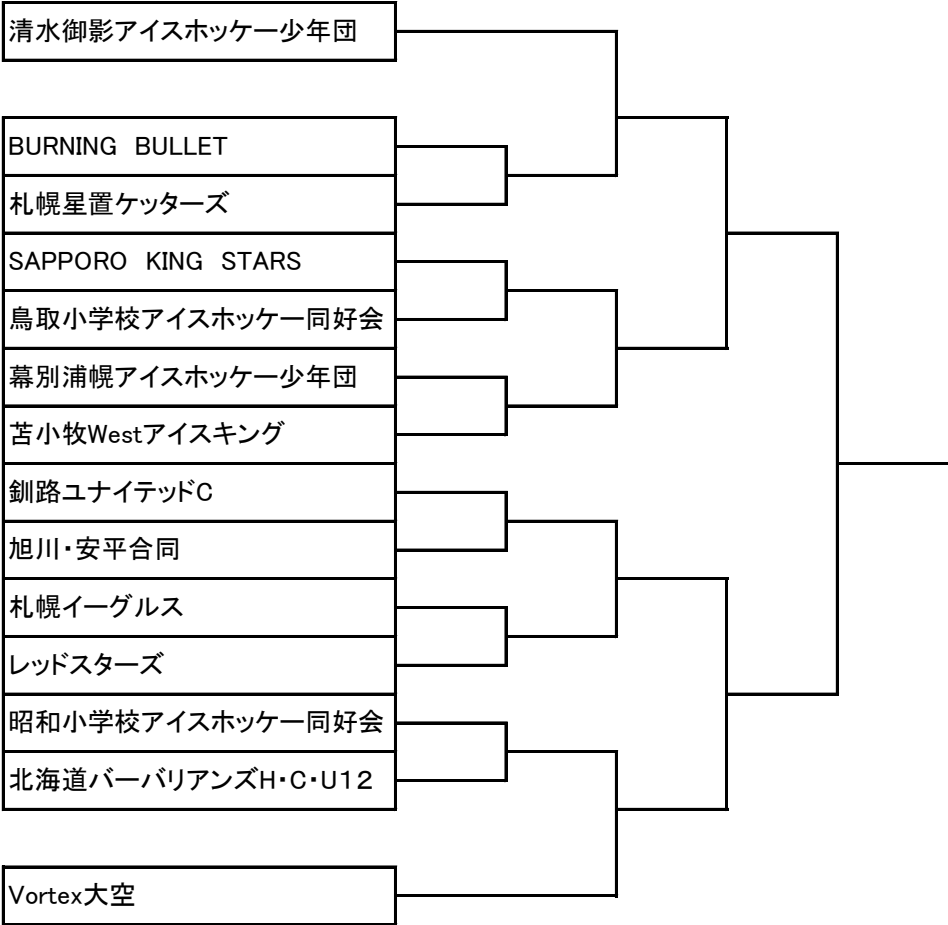 清水御影アイスホッケー少年団
BURNING　BULLET
札幌星置ケッターズ
SAPPORO　KING　STARS
鳥取小学校アイスホッケー同好会
幕別浦幌アイスホッケー少年団
苫小牧Westアイスキング
釧路ユナイテッドC
旭川・安平合同
札幌イーグルス
レッドスターズ
昭和小学校アイスホッケー同好会
北海道バーバリアンズH・C・U１２
Vortex大空